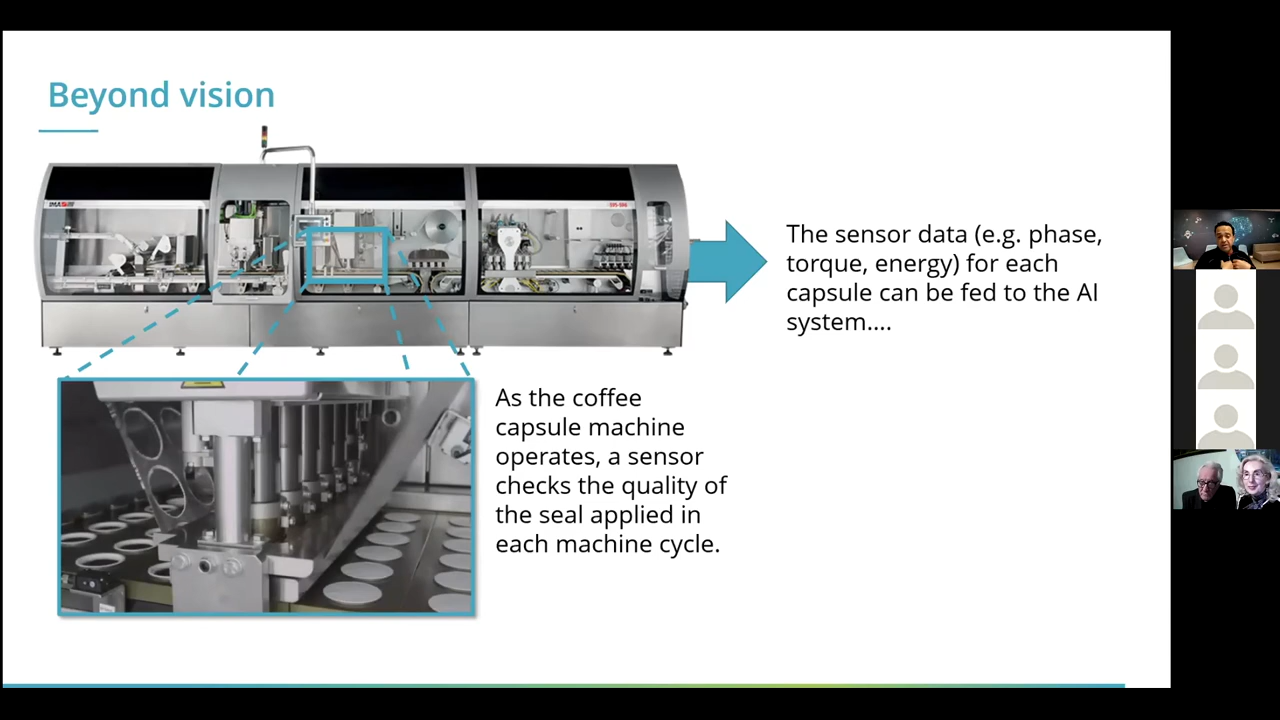 Beyond vision
IMA
The sensor data (e.g. phase,
torque, energy) for each
capsule can be fed to the AI
system....
As the coffee
capsule machine
operates, a sensor
checks the quality of
the seal applied in
each machine cycle.